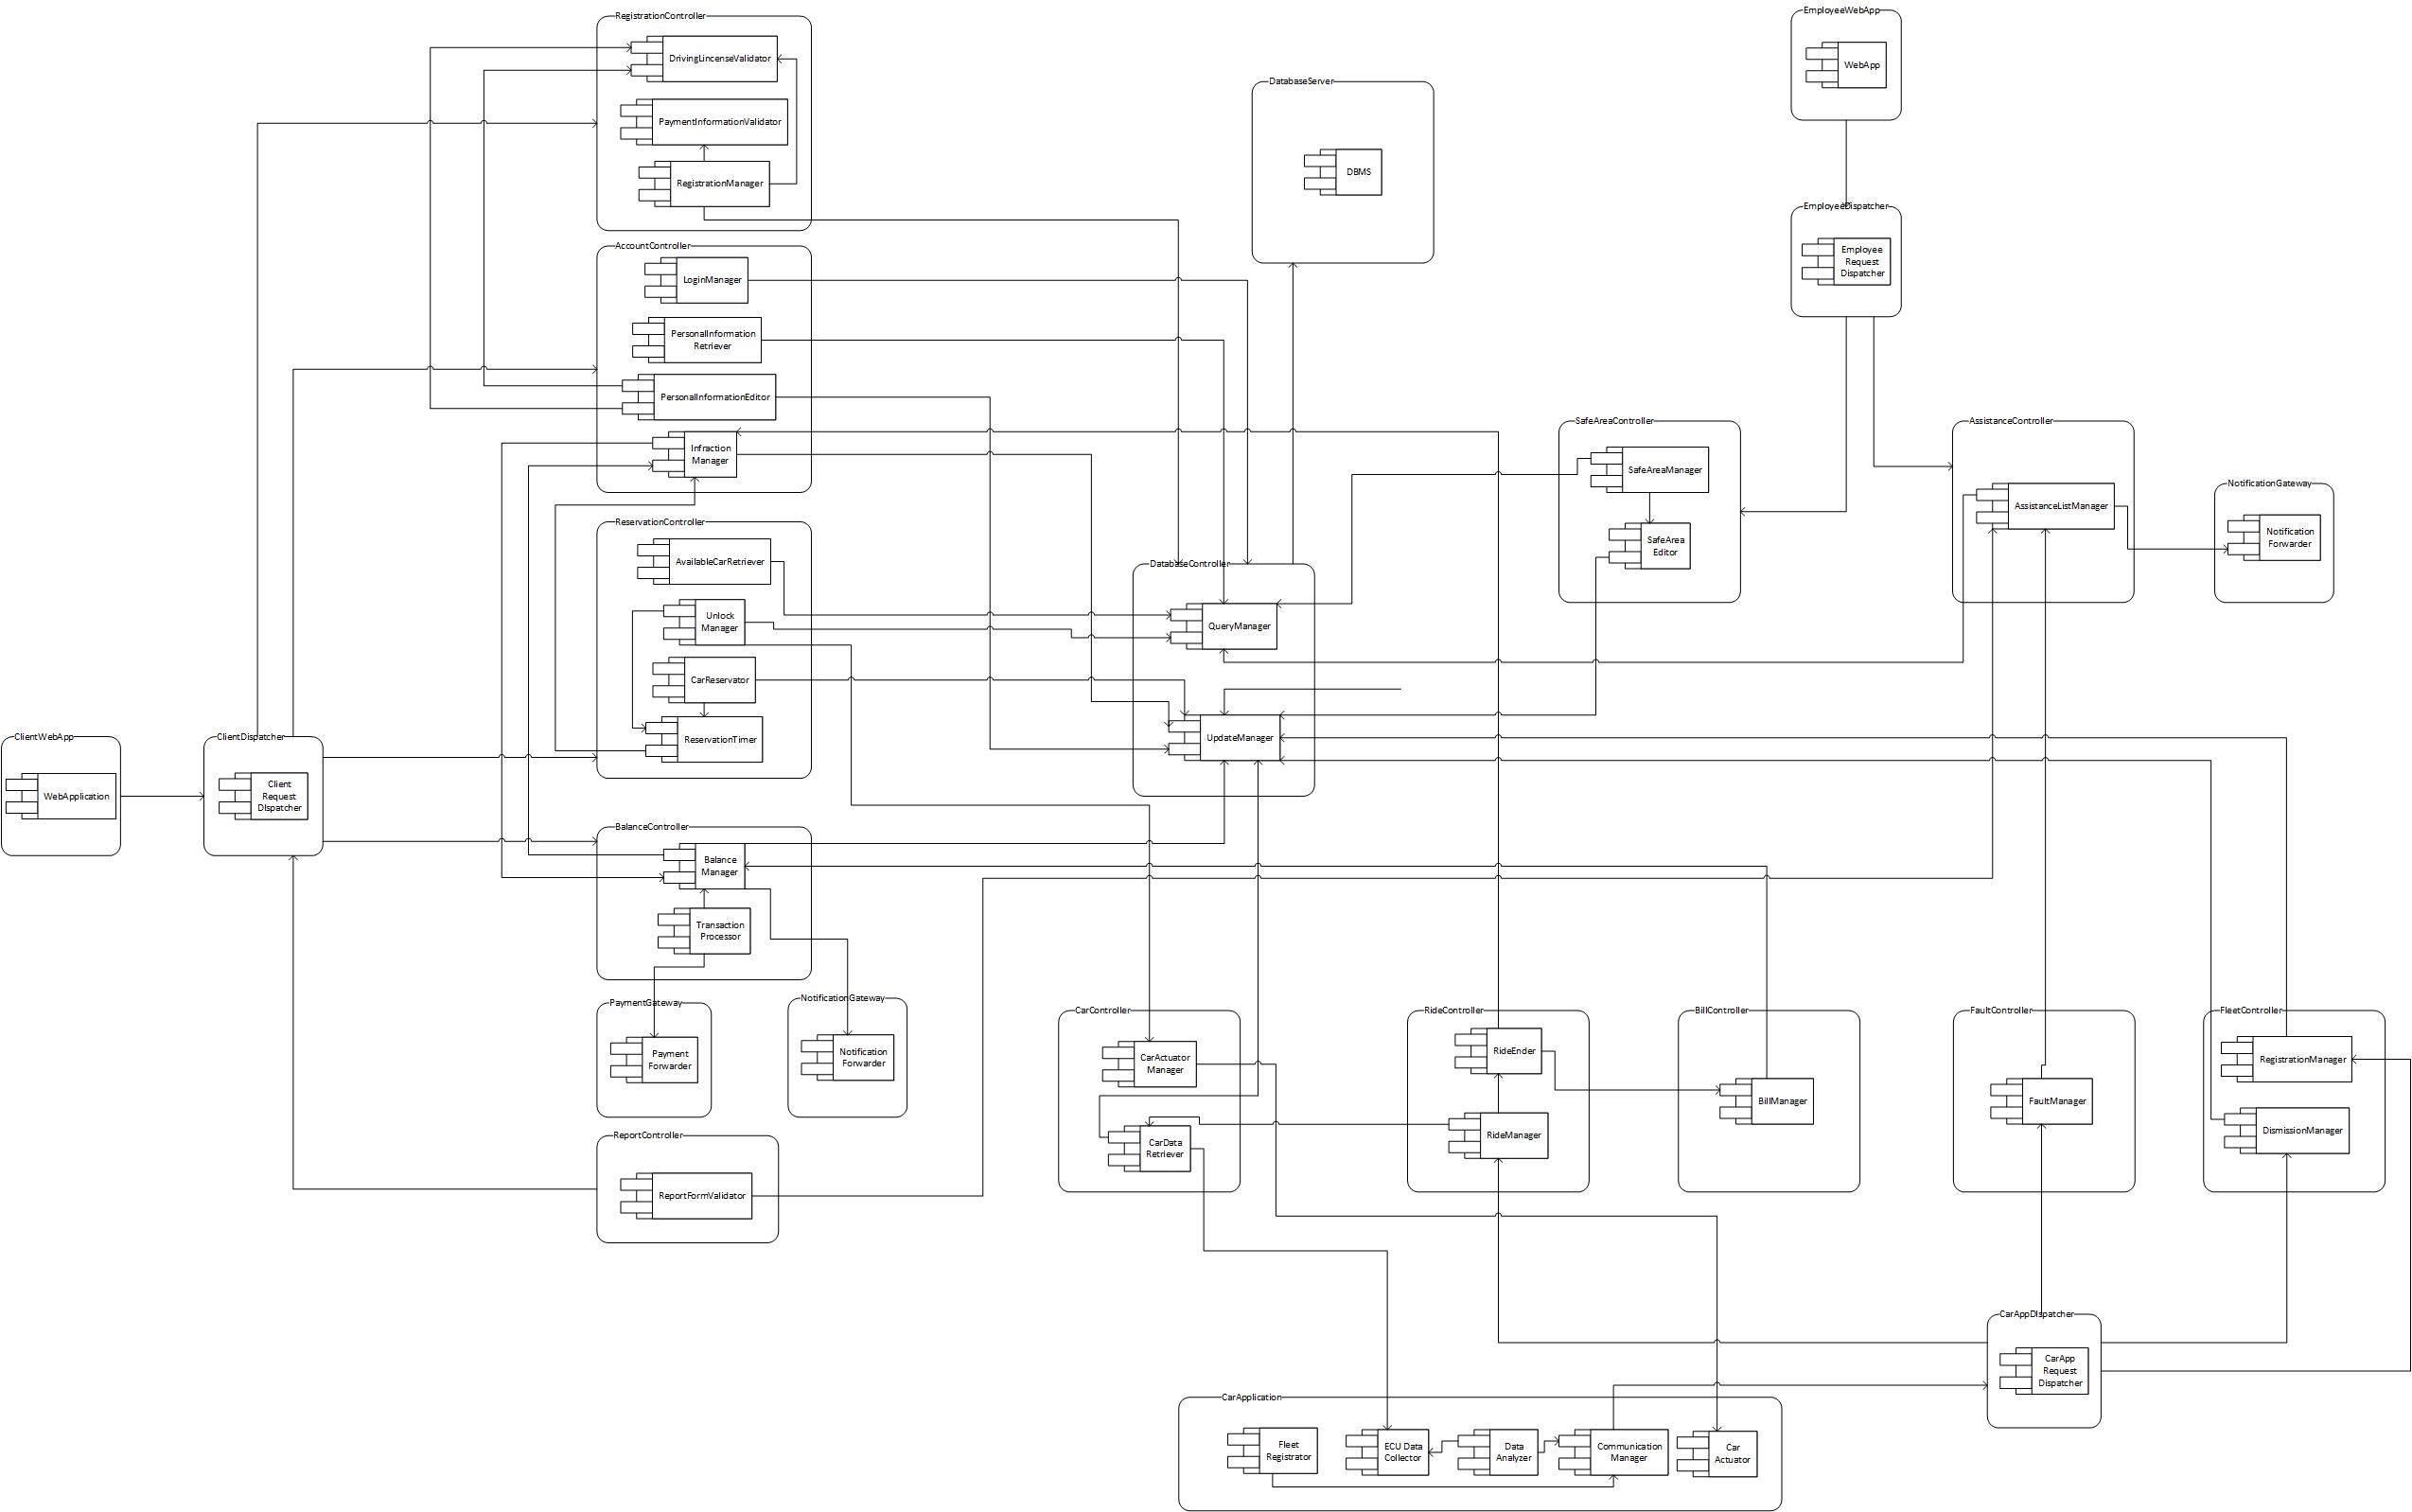 RegistrationController
DrivingLincenseValidator
PaymentInformationValidator
RegistrationManager
AccountController
LoginManager
PersonalInformation
Retriever
PersonalInformationEditor
Infraction
Manager
ReservationController
AvailableCarRetriever
Unlock
Manager
CarReservator
ReservationTimer
ClientWebApp
WebApplication
ClientDispatcher
Client
Request
DIspatcher
BalanceController
Balance
Manager
Transaction
Processor
PaymentGateway
Payment
Forwarder
NotificationGateway
Notification
Forwarder
ReportController
ReportFormValidator
DatabaseServer
DBMS
DatabaseController
QueryManager
UpdateManager
EmployeeWebApp
WebApp
EmployeeDispatcher
Employee
Request
Dispatcher
SafeAreaController
SafeAreaManager
SafeArea
Editor
AssistanceController
AssistanceListManager
NotificationGateway
Notification
Forwarder
CarController
CarActuator
Manager
CarData
Retriever
RideController
RideEnder
RideManager
BillController
BillManager
FaultController
FaultManager
FleetController
RegistrationManager
DismissionManager
CarAppDIspatcher
CarApp
Request
Dispatcher
CarApplication
Fleet
Registrator
ECU Data
Collector
Data
Analyzer
Communication
Manager
Car
Actuator